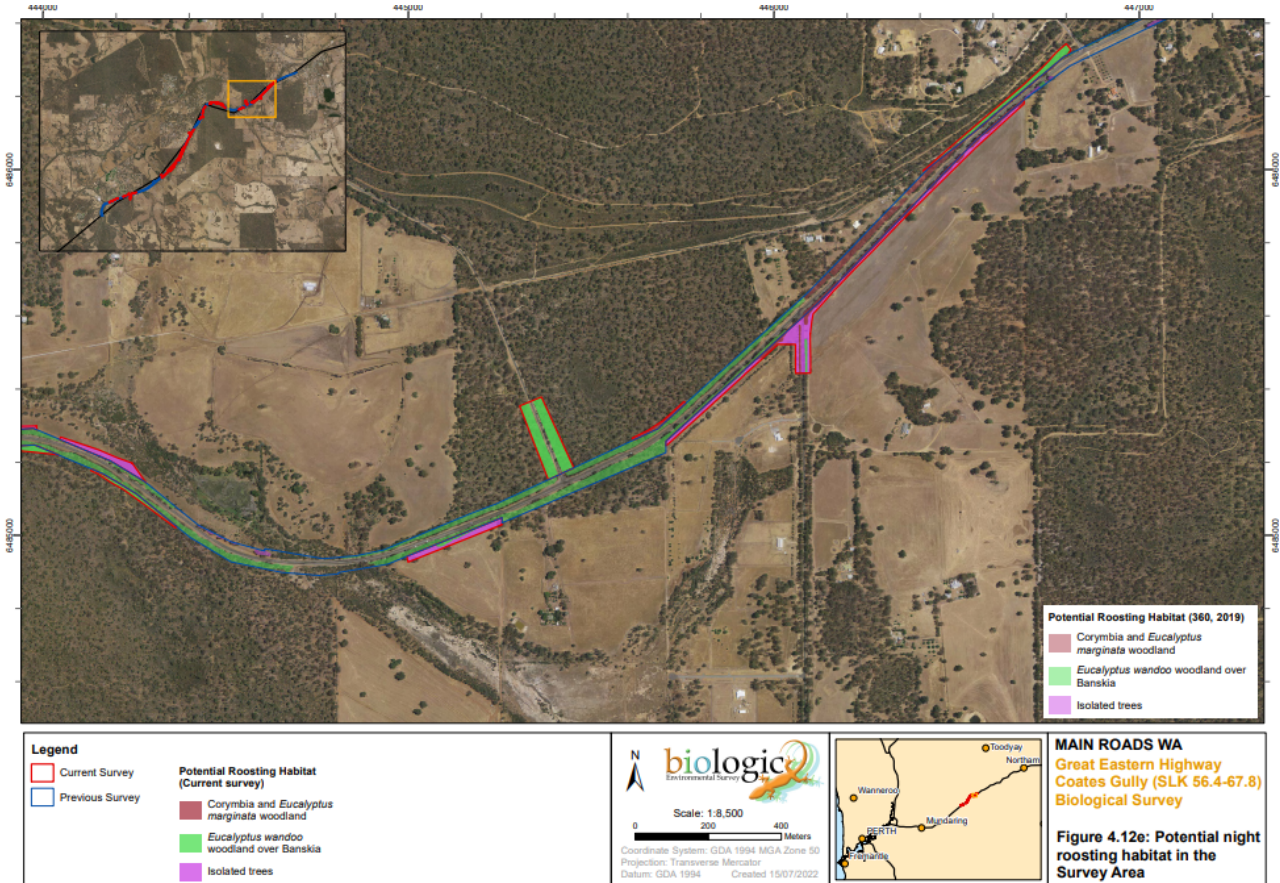 444000
445000
446000
447000
6486000
6486000
6485000
6485000
Potential Roosting Habitat (360, 2019)
Corymbia and Eucalyptus
marginata woodland
Eucalyptus wandoo woodland over
Banskia
Isolated trees
Legend
Current Survey
Previous Survey
Potential Roosting Habitat
(Current survey)
Corymbia and Eucalyptus
marginata woodland
Eucalyptus wandoo
woodland over Banskia
Isolated trees
N
biologic
Environmental Survey
Scale: 1:8,500
0 200 400
Meters
Coordinate System: GDA 1994 MGA Zone 50
Projection: Transverse Mercator
Datum: GDA 1994 Created 15/07/2022
Toodyay
Northam
Wanneroo
Mundaring
PERTH
Fremantle
MAIN ROADS WA
Great Eastern Highway
Coates Gully (SLK 56.4-67.8)
Biological Survey
Figure 4.12e: Potential night
roosting habitat in the
Survey Area